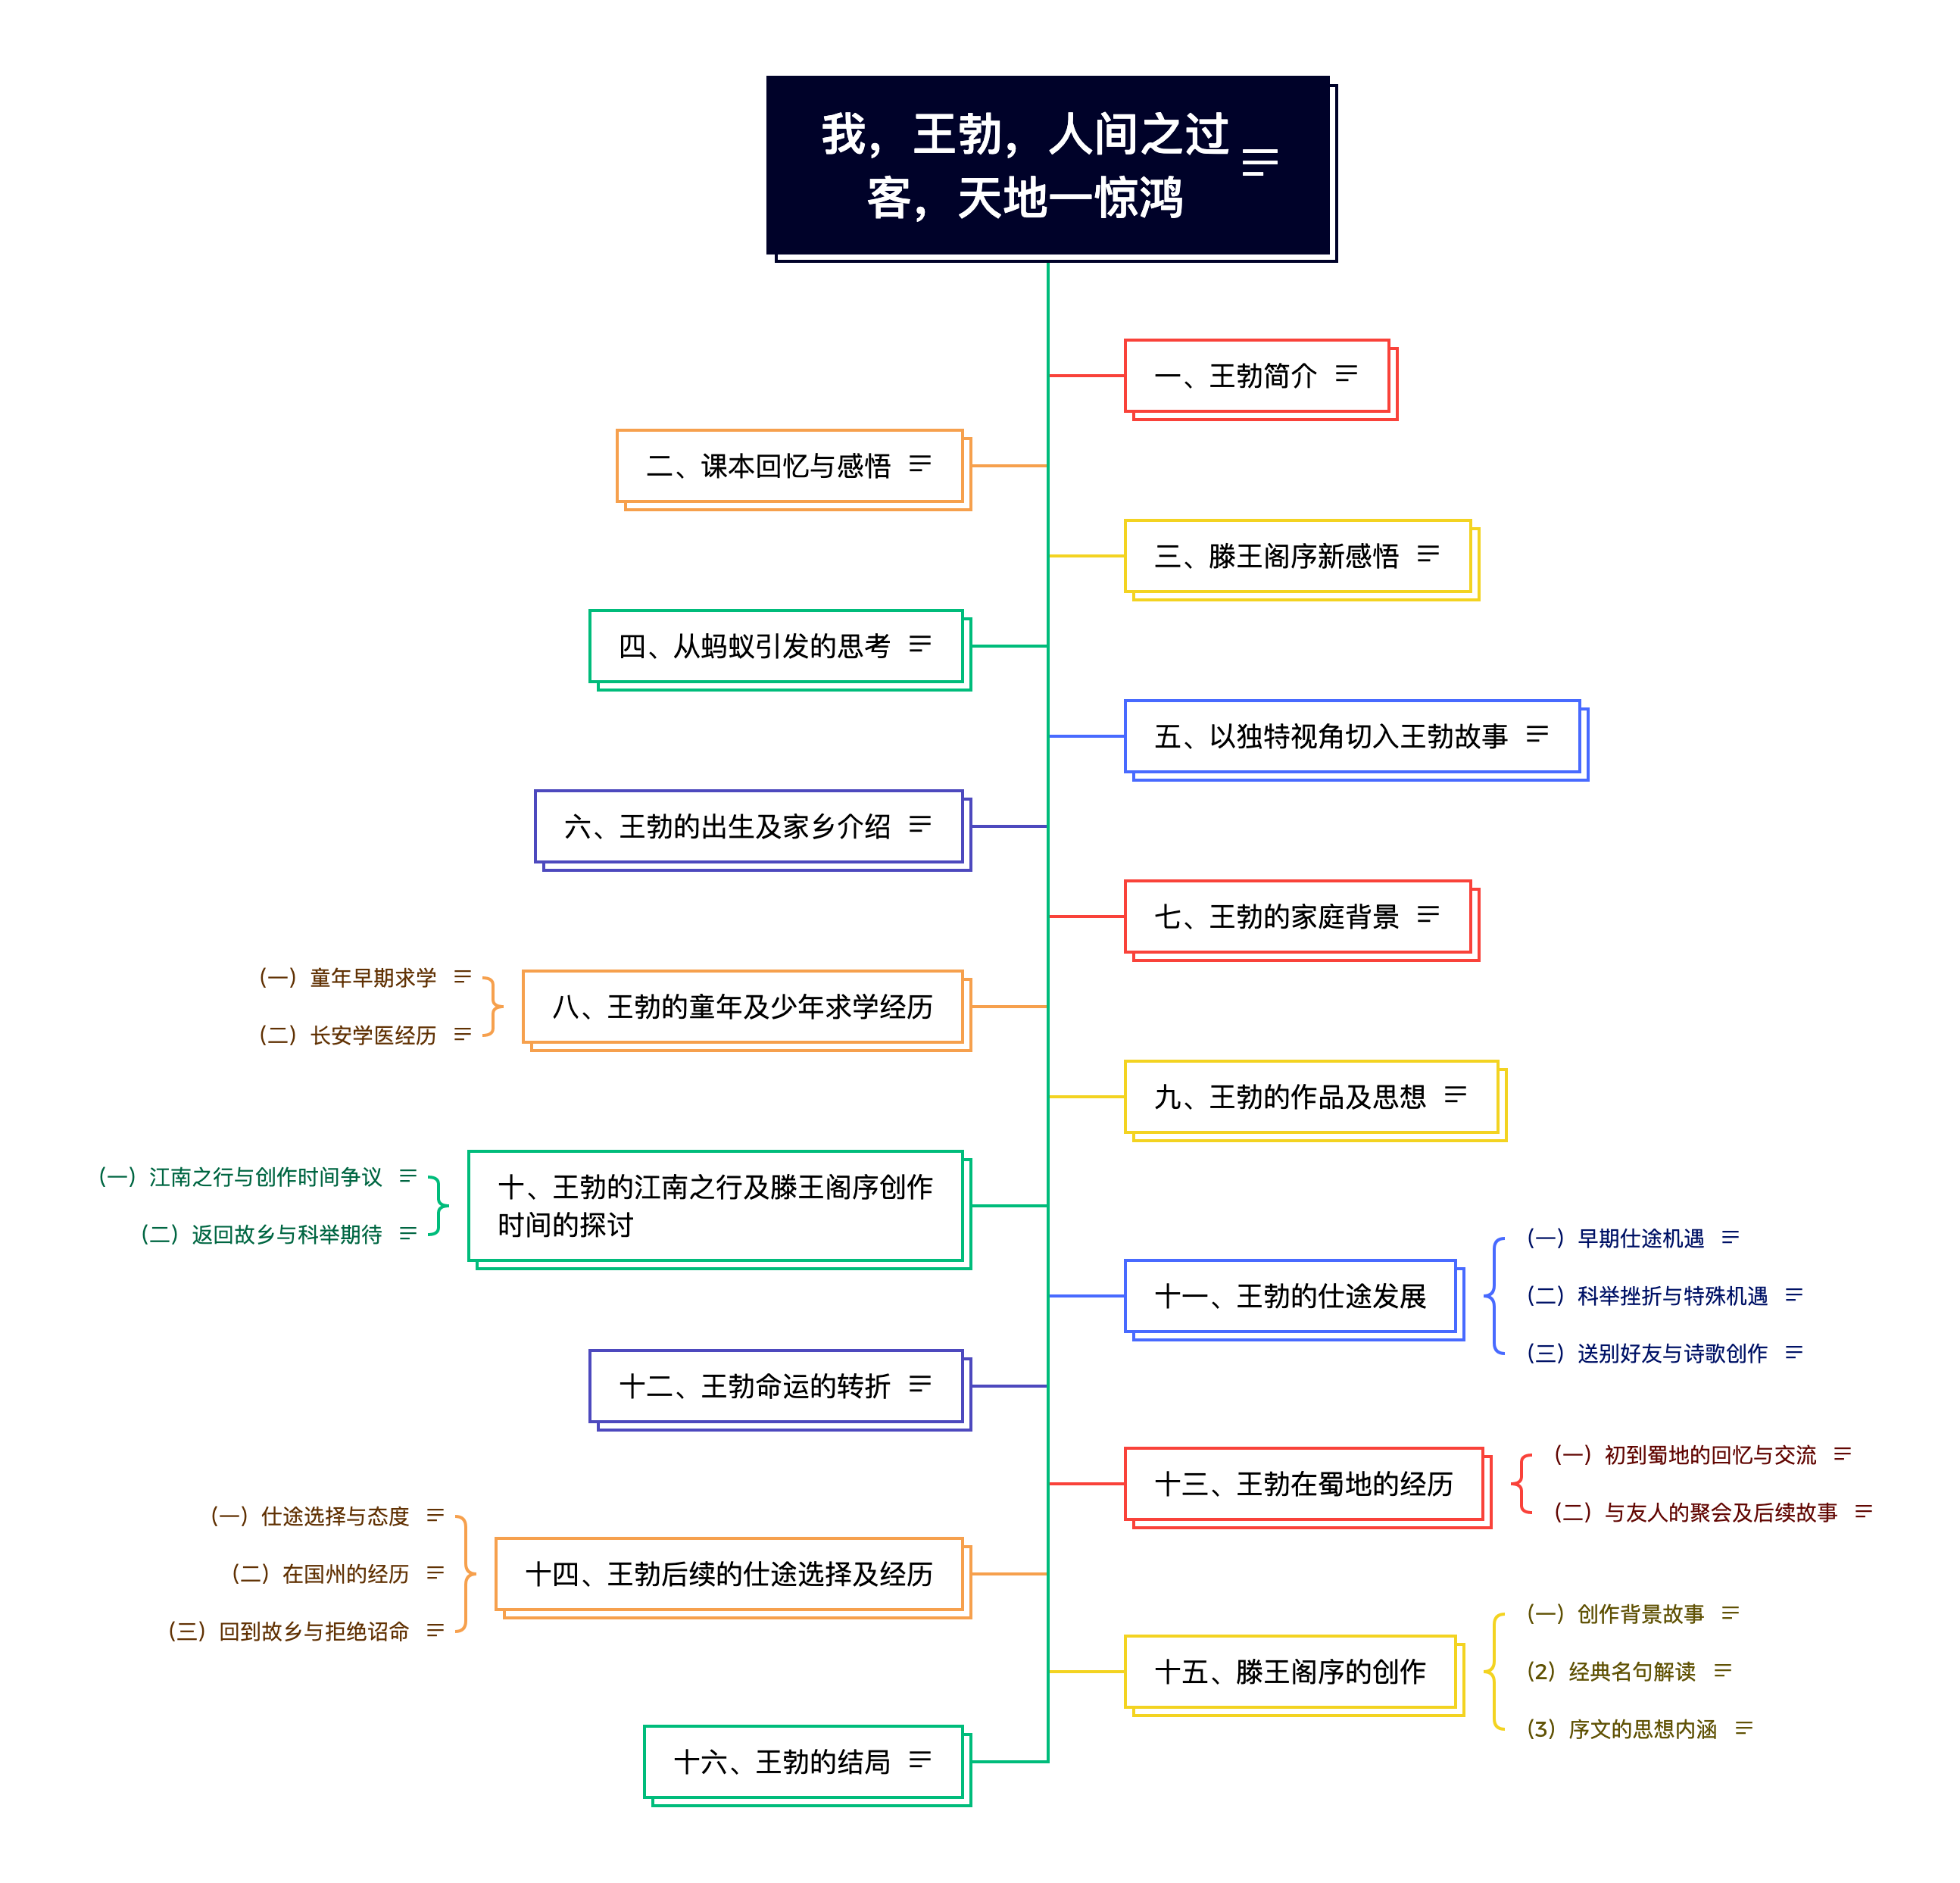 我，王勃，人间之过
客，天地一惊鸿
一、王勃简介
二、课本回忆与感悟
三、滕王阁序新感悟
四、从蚂蚁引发的思考
五、以独特视角切入王勃故事
六、王勃的出生及家乡介绍
七、王勃的家庭背景
八、王勃的童年及少年求学经历
（一）童年早期求学
（二）长安学医经历
九、王勃的作品及思想
十、王勃的江南之行及滕王阁序创作
时间的探讨
（一）江南之行与创作时间争议
（二）返回故乡与科举期待
十一、王勃的仕途发展
（一）早期仕途机遇
（二）科举挫折与特殊机遇
（三）送别好友与诗歌创作
十二、王勃命运的转折
十三、王勃在蜀地的经历
（一）初到蜀地的回忆与交流
（二）与友人的聚会及后续故事
十四、王勃后续的仕途选择及经历
（一）仕途选择与态度
（二）在国州的经历
（三）回到故乡与拒绝诏命
十五、滕王阁序的创作
（一）创作背景故事
（2）经典名句解读
（3）序文的思想内涵
十六、王勃的结局